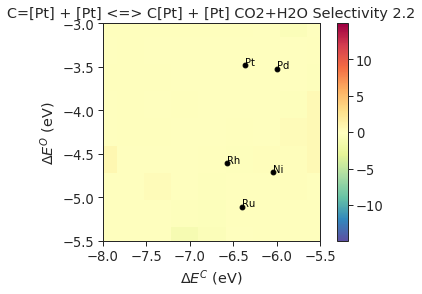 C=[Pt] + [Pt] <=> C[Pt] + [Pt] CO2+H2O Selectivity 2.2
−3.0
−3.5
−4.0
−4.5
−5.0
−5.5
ΔE^O (eV)
Pt
Pd
Rh
Ni
Ru
−8.0 −7.5 −7.0 −6.5 −6.0 −5.5
ΔE^C (eV)
15
10
5
0
−5
−10